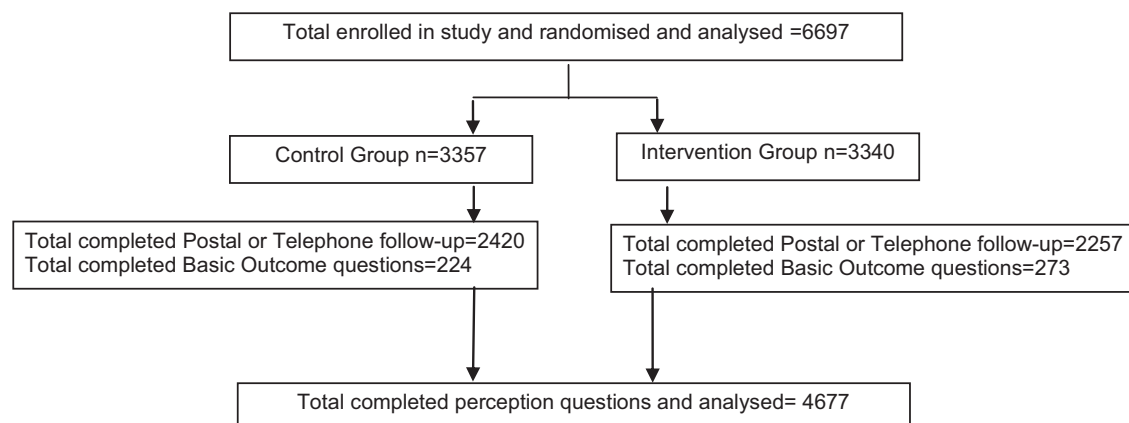 Total enrolled in study and randomised and analysed =6697
Control Group n=3357
Intervention Group n=3340
Total completed Postal or Telephone follow-up=2420
Total completed Basic Outcome questions=224
Total completed Postal or Telephone follow-up=2257
Total completed Basic Outcome questions=273
Total completed perception questions and analysed= 4677